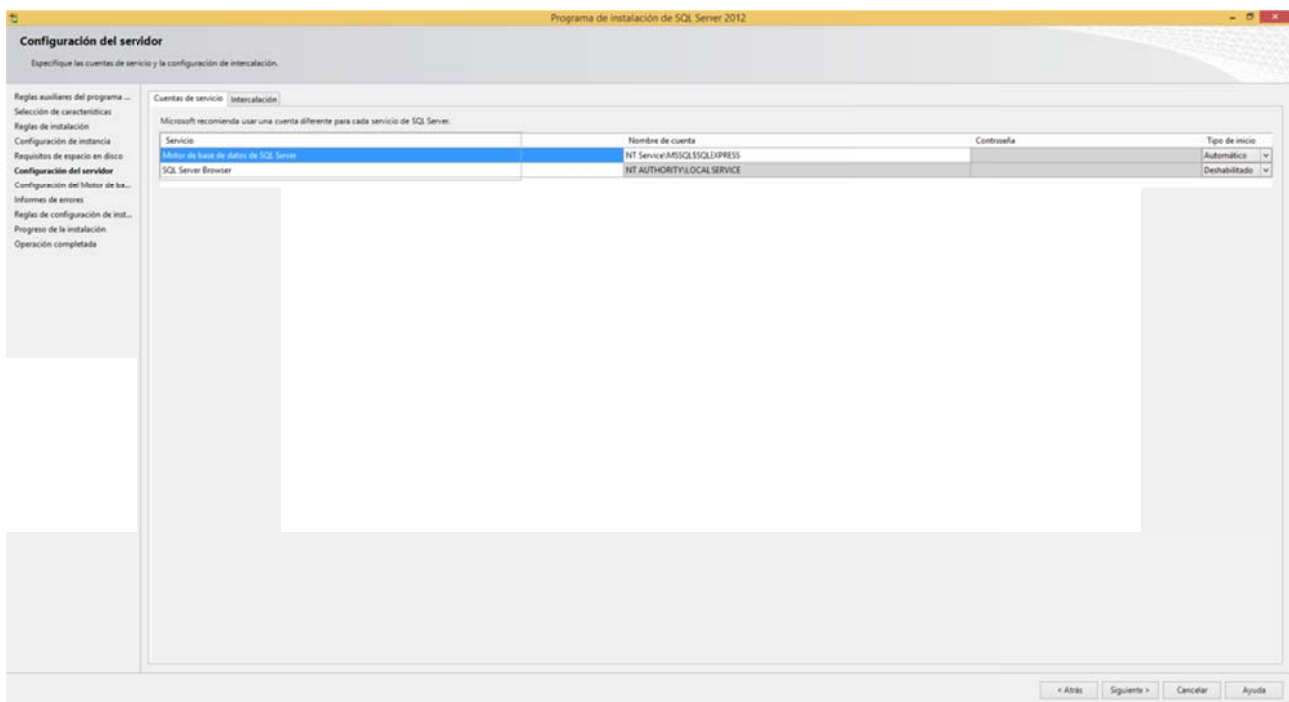 Programa de instalación de SQL Server 2012
Configuración del servidor
Especifique las cuentas de servicio y la configuración de intercalación.
Reglas auxiliares del programa ...
Selección de características
Reglas de instalación
Configuración de instancia
Requisitos de espacio en disco
Configuración del servidor
Configuración del Motor de ba...
Informes de errores
Reglas de configuración de inst...
Progreso de la instalación
Operación completada
Cuentas de servicio Intercalación
Microsoft recomienda usar una cuenta diferente para cada servicio de SQL Server.
Servicio Nombre de cuenta Contraseña Tipo de inicio
Motor de base de datos de SQL Server NT Service\MSSQL$SQLEXPRESS Automático
SQL Server Browser NT AUTHORITY\LOCAL SERVICE Deshabilitado
< Atrás Siguiente > Cancelar Ayuda